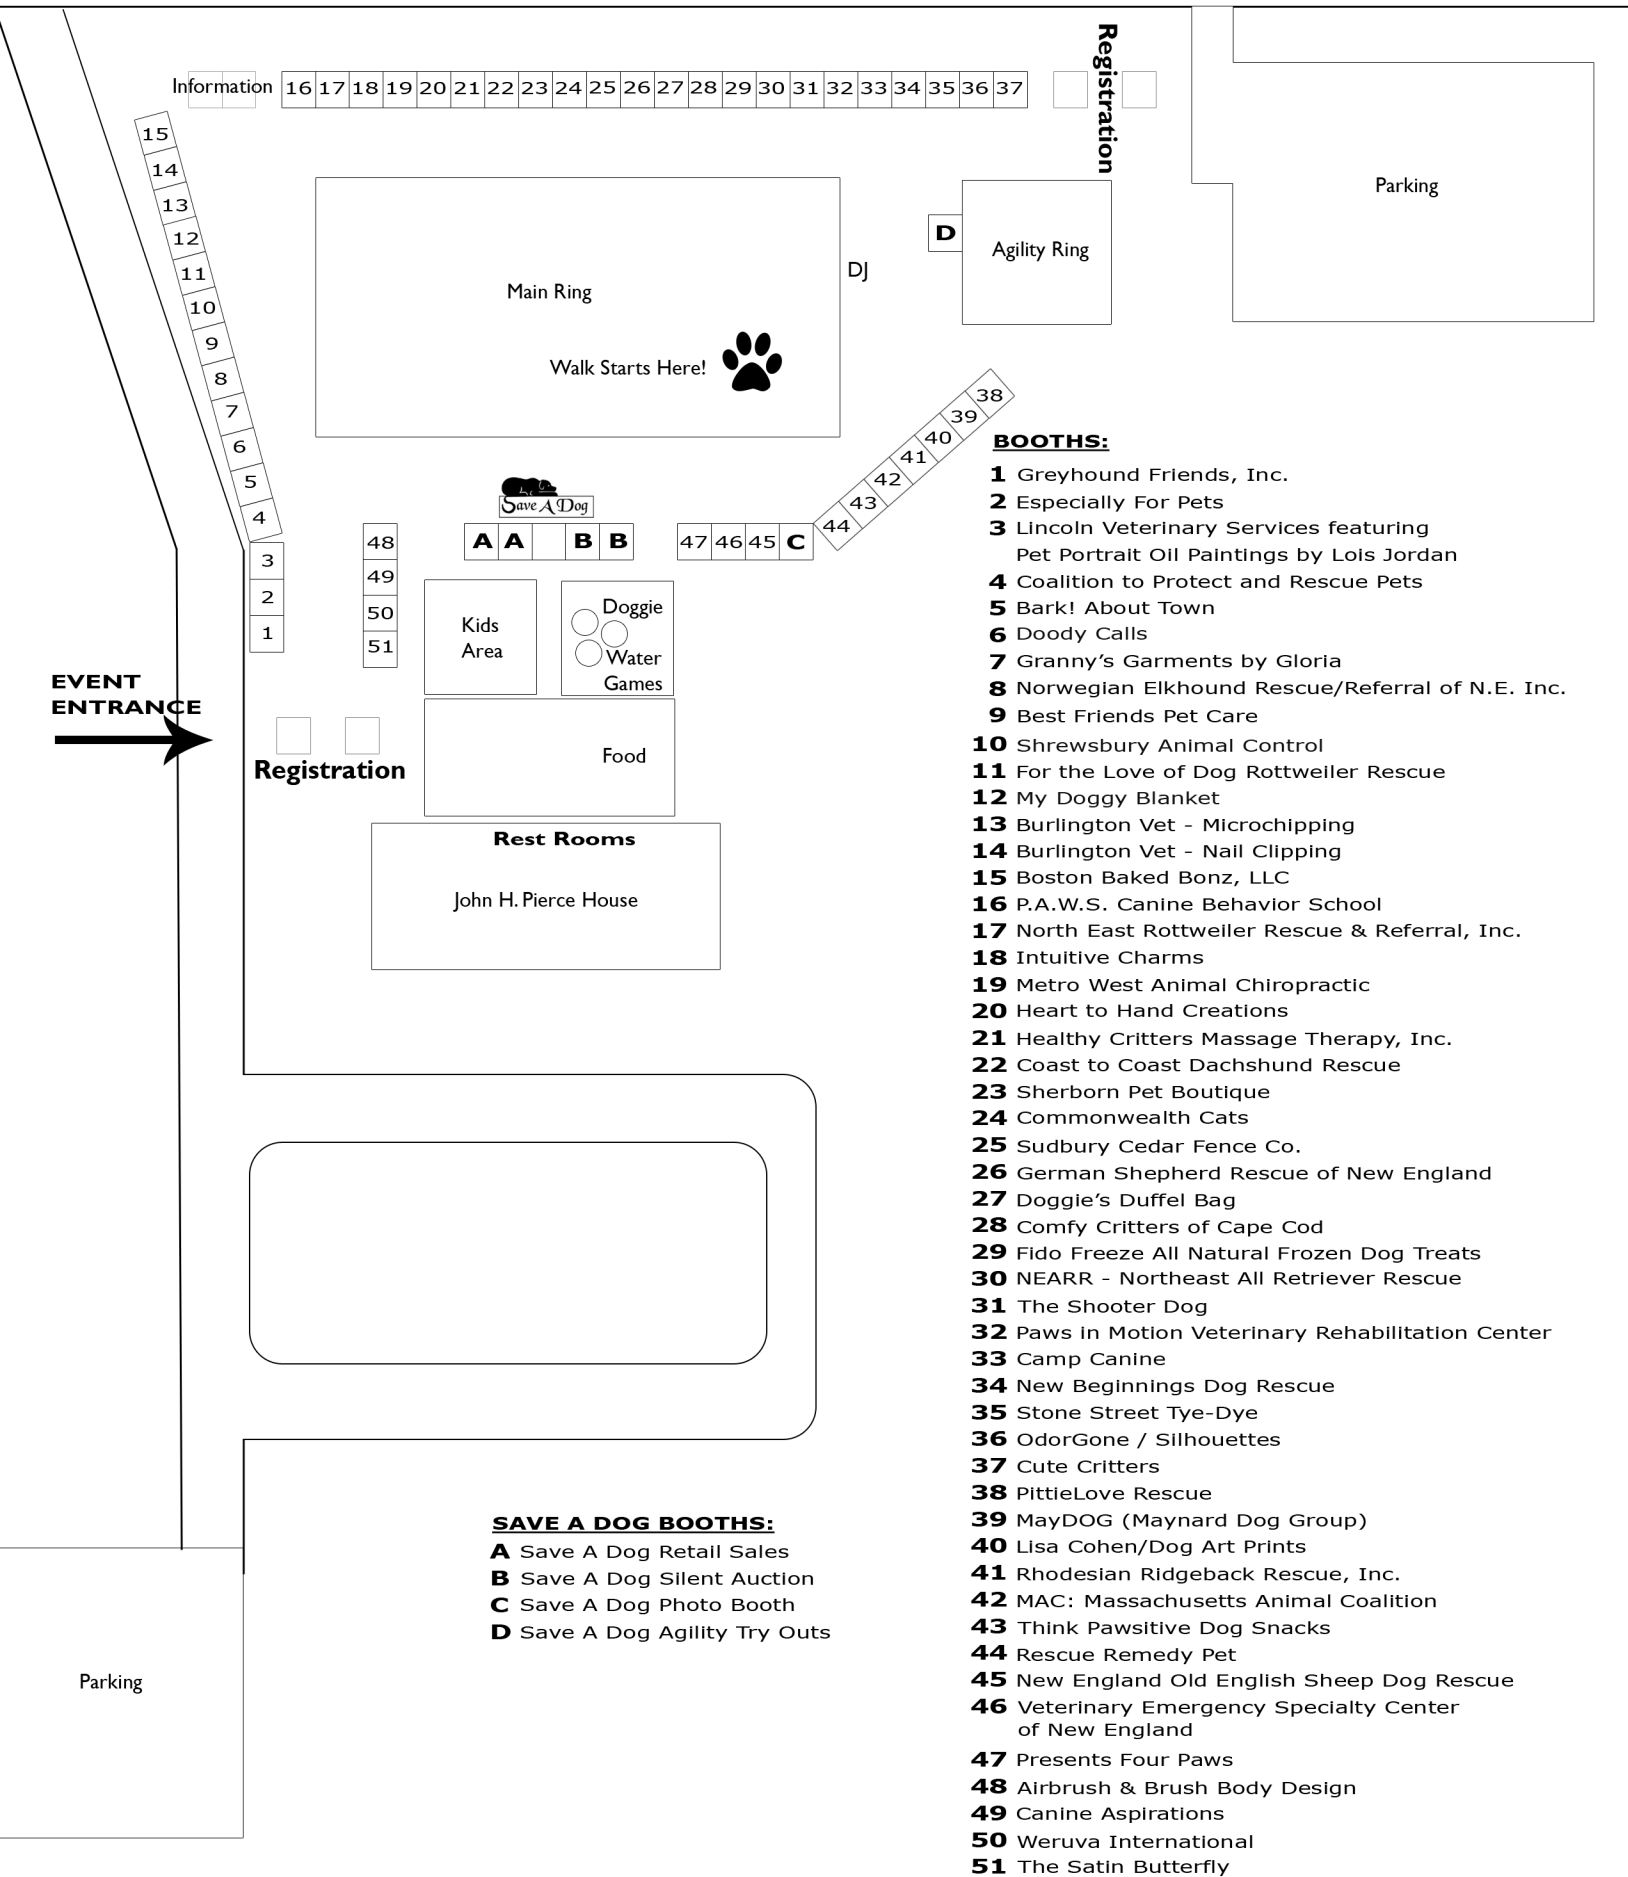 Registration
Information 16 17 18 19 20 21 22 23 24 25 26 27 28 29 30 31 32 33 34 35 36 37
15
14
13
12
11
10
9
8
7
6
5
4
3
2
1
Parking
D
Agility Ring
DJ
Main Ring
Walk Starts Here!
38
39
40
41
42
43
44
Save A Dog
A A B B
47 46 45 C
48
49
50
51
Kids
Area
Doggie
Water
Games
EVENT
ENTRANCE
Registration
Food
Rest Rooms
John H. Pierce House
BOOTHS:
1 Greyhound Friends, Inc.
2 Especially For Pets
3 Lincoln Veterinary Services featuring
Pet Portrait Oil Paintings by Lois Jordan
4 Coalition to Protect and Rescue Pets
5 Bark! About Town
6 Doody Calls
7 Granny’s Garments by Gloria
8 Norwegian Elkhound Rescue/Referral of N.E. Inc.
9 Best Friends Pet Care
10 Shrewsbury Animal Control
11 For the Love of Dog Rottweiler Rescue
12 My Doggy Blanket
13 Burlington Vet - Microchipping
14 Burlington Vet - Nail Clipping
15 Boston Baked Bonz, LLC
16 P.A.W.S. Canine Behavior School
17 North East Rottweiler Rescue & Referral, Inc.
18 Intuitive Charms
19 Metro West Animal Chiropractic
20 Heart to Hand Creations
21 Healthy Critters Massage Therapy, Inc.
22 Coast to Coast Dachshund Rescue
23 Sherborn Pet Boutique
24 Commonwealth Cats
25 Sudbury Cedar Fence Co.
26 German Shepherd Rescue of New England
27 Doggie’s Duffel Bag
28 Comfy Critters of Cape Cod
29 Fido Freeze All Natural Frozen Dog Treats
30 NEARR - Northeast All Retriever Rescue
31 The Shooter Dog
32 Paws in Motion Veterinary Rehabilitation Center
33 Camp Canine
34 New Beginnings Dog Rescue
35 Stone Street Tye-Dye
36 OdorGone / Silhouettes
37 Cute Critters
38 PittieLove Rescue
39 MayDOG (Maynard Dog Group)
40 Lisa Cohen/Dog Art Prints
41 Rhodesian Ridgeback Rescue, Inc.
42 MAC: Massachusetts Animal Coalition
43 Think Pawsitive Dog Snacks
44 Rescue Remedy Pet
45 New England Old English Sheep Dog Rescue
46 Veterinary Emergency Specialty Center
of New England
47 Presents Four Paws
48 Airbrush & Brush Body Design
49 Canine Aspirations
50 Weruva International
51 The Satin Butterfly
SAVE A DOG BOOTHS:
A Save A Dog Retail Sales
B Save A Dog Silent Auction
C Save A Dog Photo Booth
D Save A Dog Agility Try Outs
Parking